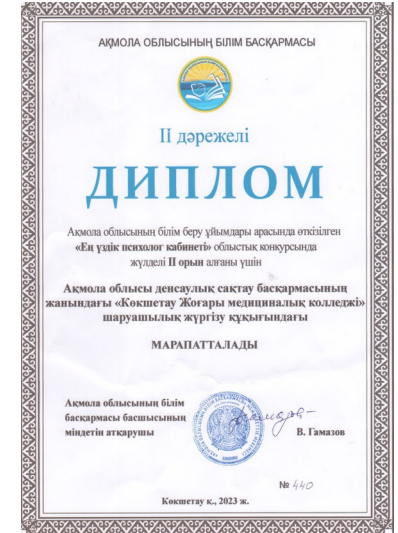 АҚМОЛА ОБЛЫСЫНЫҢ БІЛІМ БАСҚАРМАСЫ
II дәрежелі
ДИПЛОМ
Ақмола облысының білім беру ұйымдары арасында өткізілген
«Ең үздік психолог кабинеті» облыстық конкурсында
жүлделі II орын алғаны үшін
Ақмола облысы денсаулық сақтау басқармасының
жанындағы «Көкшетау Жоғары медициналық колледжі»
шаруашылық жүргізу құқығындағы
МАРАПАТТАЛАДЫ
Ақмола облысының білім
басқармасы басшысының
міндетін атқарушы
В. Гамазов
№ 440
Көкшетау қ., 2023 ж.